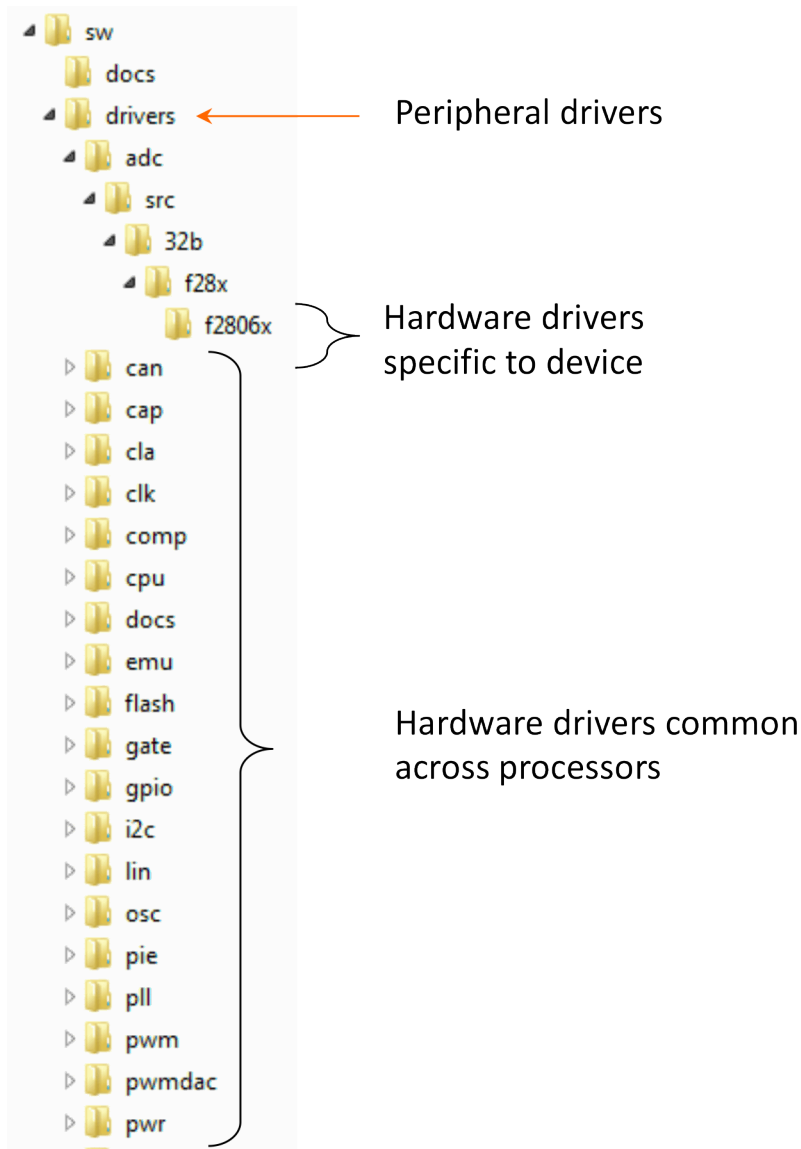 sw
docs
drivers
Peripheral drivers
adc
src
32b
f28x
f2806x
Hardware drivers
specific to device
can
cap
cla
clk
comp
cpu
docs
emu
flash
gate
gpio
i2c
lin
osc
pie
pll
pwm
pwmdac
pwr
Hardware drivers common
across processors